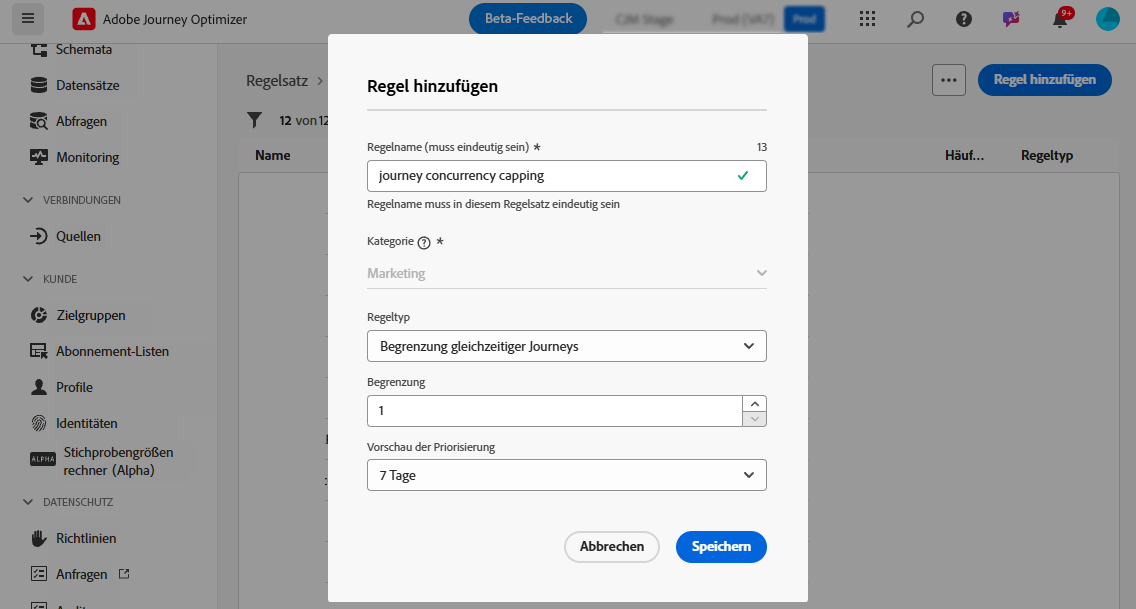 Adobe Journey Optimizer
Beta-Feedback
C2M Stage
Prod (VA7)
Prod
9+
Schemata
Datensätze
Abfragen
Monitoring
VERBINDUNGEN
Quellen
KUNDE
Zielgruppen
Abonnement-Listen
Profile
Identitäten
ALPHA
Stichprobengrößen
rechner (Alpha)
DATENSCHUTZ
Richtlinien
Anfragen
Regelsatz
Regel hinzufügen
12 von 12
Name
Häuf...
Regeltyp
Regel hinzufügen
Regelname (muss eindeutig sein) *
13
journey concurrency capping
Regelname muss in diesem Regelsatz eindeutig sein
Kategorie ? *
Marketing
Regeltyp
Begrenzung gleichzeitiger Journeys
Begrenzung
1
Vorschau der Priorisierung
7 Tage
Abbrechen
Speichern